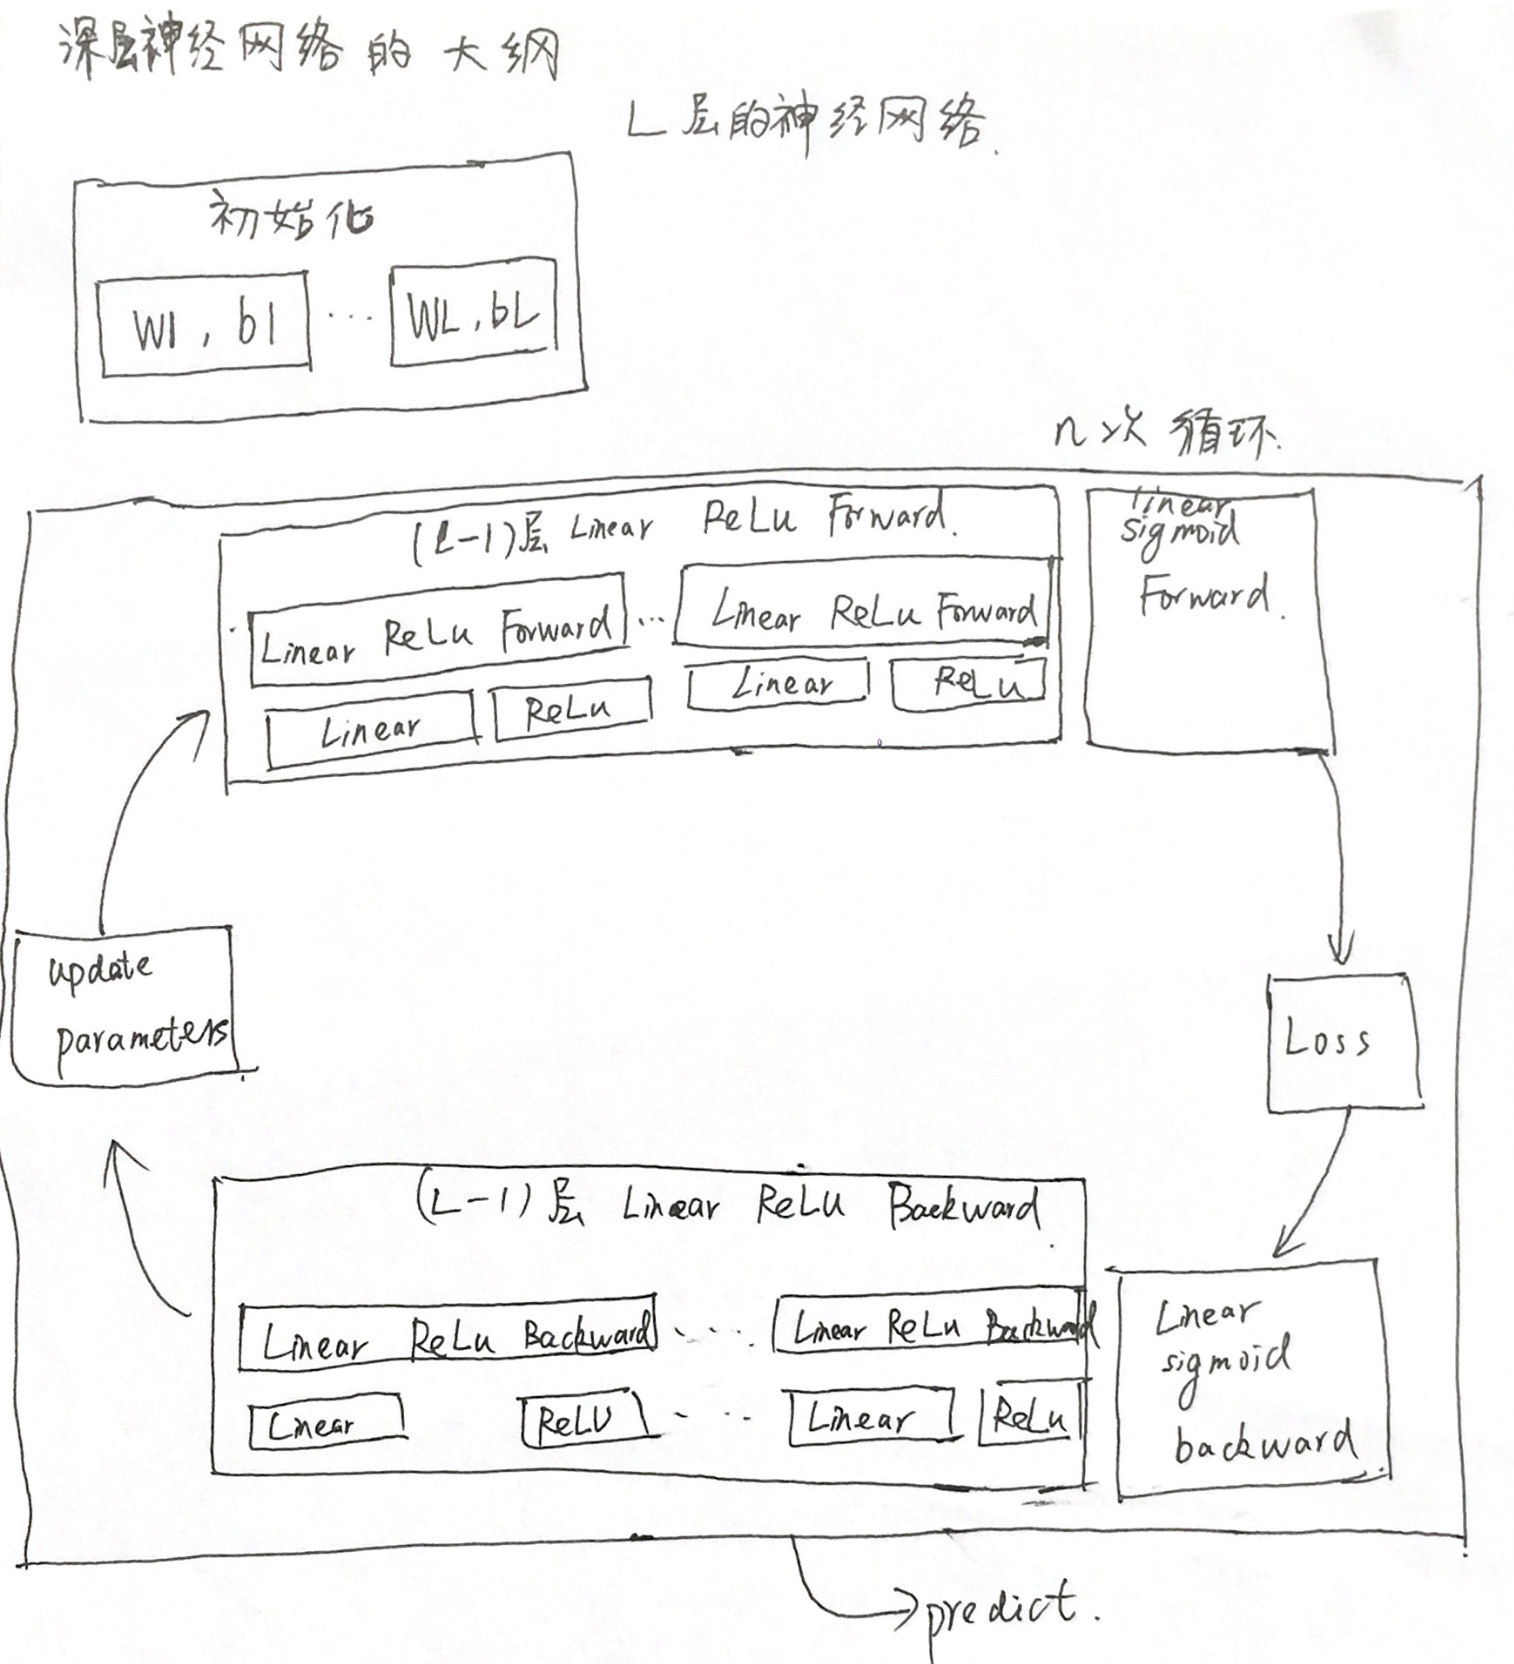 深层神经网络的大纲
L层的神经网络.
初始化
W1, b1 ... WL, bL
n次循环.
(L-1)层 Linear ReLu Forward.
Linear sigmoid Forward.
Linear ReLu Forward ... Linear ReLu Forward
Linear ReLu Linear ReLu
update
parameters
Loss
(L-1)层 Linear ReLu Backward.
Linear ReLu Backward .... Linear ReLu Backward
Linear ReLU ... Linear ReLu
Linear
sigmoid
backward
predict.